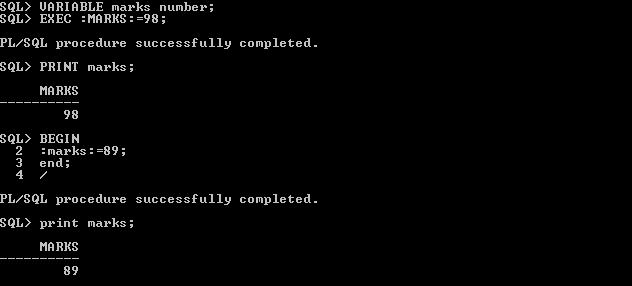 SQL> VARIABLE marks number;
SQL> EXEC :MARKS:=98;
PL/SQL procedure successfully completed.
SQL> PRINT marks;
MARKS
----------
98
SQL> BEGIN
2 :marks:=89;
3 end;
4 /
PL/SQL procedure successfully completed.
SQL> print marks;
MARKS
----------
89